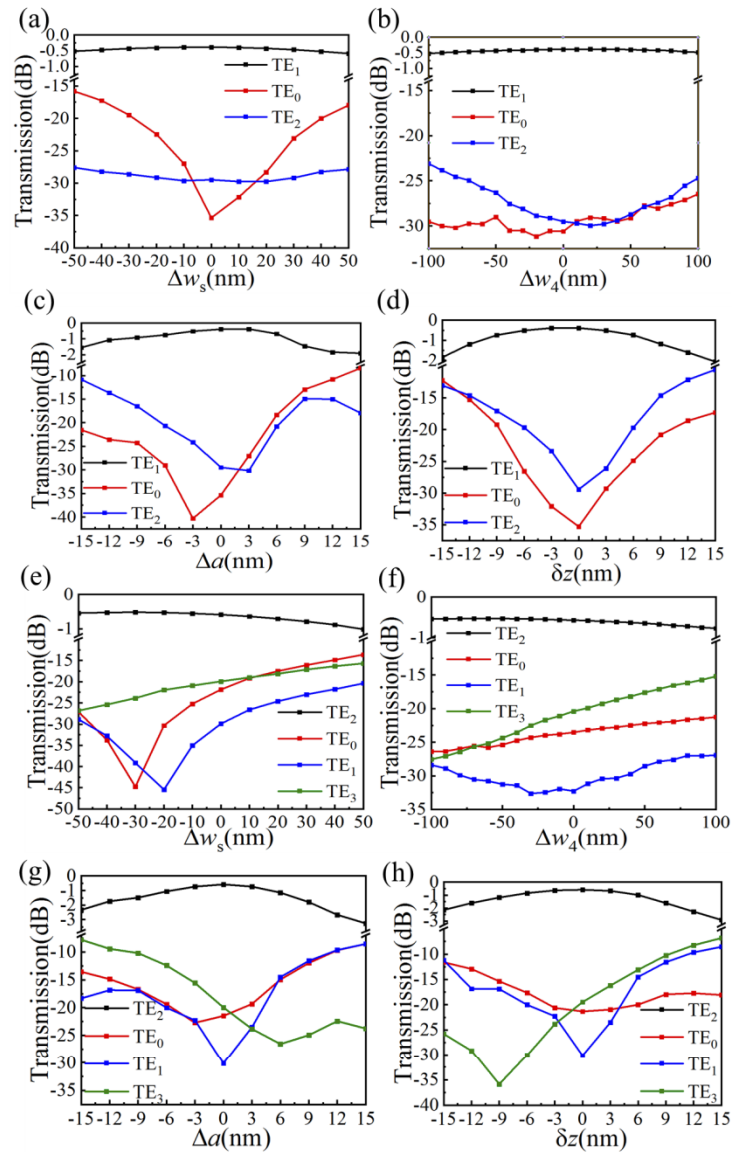 (a)
Transmission(dB)
-0.5
-1.0
-15
-20
-25
-30
-35
-40
TE1
TE0
TE2
-50 -40 -30 -20 -10 0 10 20 30 40 50
Δws(nm)
(b)
Transmission(dB)
0.0
-0.5
-1.0
-15
-20
-25
-30
TE1
TE0
TE2
-100 -50 0 50 100
Δw4(nm)
(c)
Transmission(dB)
0
-1
-2
-10
-15
-20
-25
-30
-35
-40
TE1
TE0
TE2
-15 -12 -9 -6 -3 0 3 6 9 12 15
Δa(nm)
(d)
Transmission(dB)
0
-1
-2
-15
-20
-25
-30
-35
TE1
TE0
TE2
-15 -12 -9 -6 -3 0 3 6 9 12 15
δz(nm)
(e)
Transmission(dB)
0
-1
-15
-20
-25
-30
-35
-40
-45
-50
TE2
TE0
TE1
TE3
-50 -40 -30 -20 -10 0 10 20 30 40 50
Δws(nm)
(f)
Transmission(dB)
0
-1
-15
-20
-25
-30
-35
TE2
TE0
TE1
TE3
-100 -50 0 50 100
Δw4(nm)
(g)
Transmission(dB)
0
-1
-2
-3
-10
-15
-20
-25
-30
-35
TE2
TE0
TE1
TE3
-15 -12 -9 -6 -3 0 3 6 9 12 15
Δa(nm)
(h)
Transmission(dB)
0
-1
-2
-3
-10
-15
-20
-25
-30
-35
-40
TE2
TE0
TE1
TE3
-15 -12 -9 -6 -3 0 3 6 9 12 15
δz(nm)